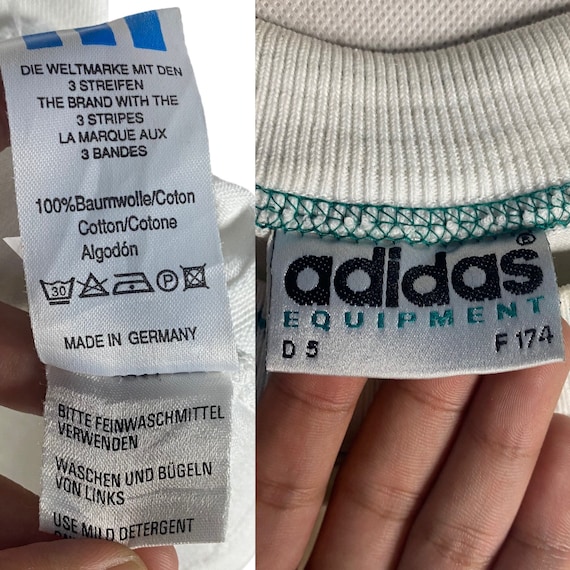 DIE WELTMARKE MIT DEN
3 STREIFEN
THE BRAND WITH THE
3 STRIPES
LA MARQUE AUX
3 BANDES
100%Baumwolle/Coton
Cotton/Cotone
Algodón
30 P
MADE IN GERMANY
BITTE FEINWASCHMITTEL
VERWENDEN
WASCHEN UND BÜGELN
VON LINKS
USE MILD DETERGENT
adidas®
EQUIPMENT
D 5 F 174